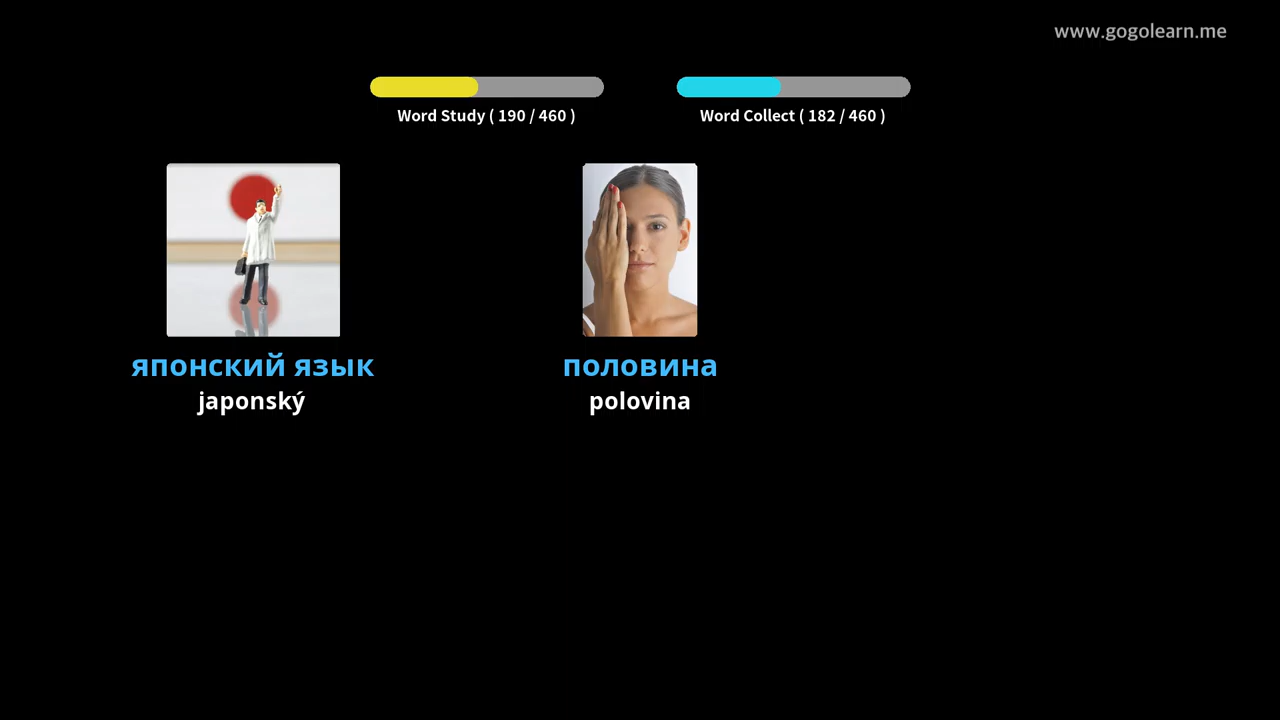 www.gogolearn.me
Word Study ( 190 / 460 )
Word Collect ( 182 / 460 )
японский язык
japonský
половина
polovina